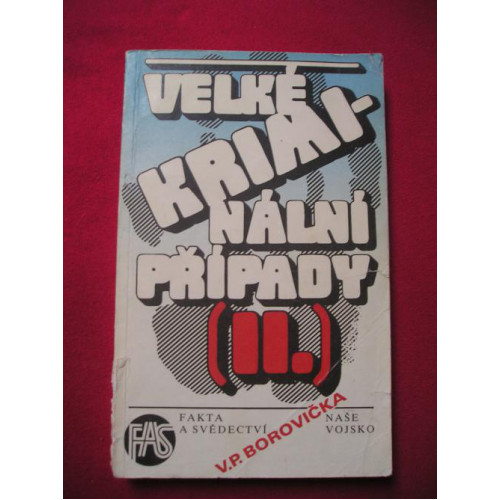 VELKÉ
KRIMI-
NÁLNÍ
PŘÍPADY
(II.)
V.P. BOROVIČKA
FAS
FAKTA
A SVĚDECTVÍ
NAŠE
VOJSKO